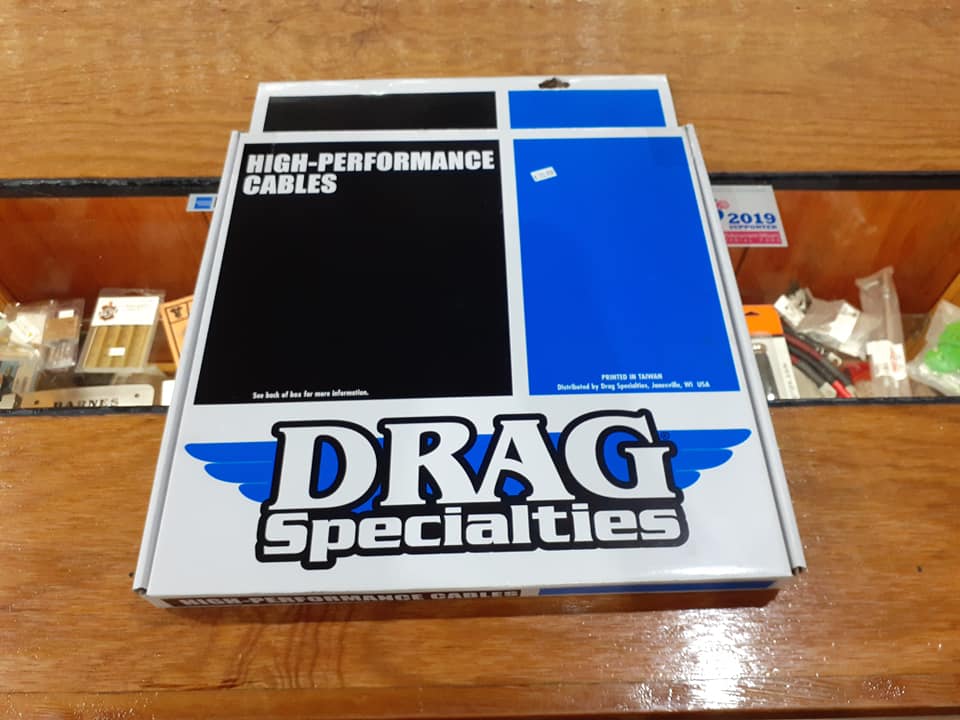 HIGH-PERFORMANCE
CABLES
2019
SUPPORTER
PRINTED IN TAIWAN
Distributed by Drag Specialties, Janesville, WI USA
See back of box for more information.
BARNES
DRAG
Specialties
HIGH-PERFORMANCE CABLES